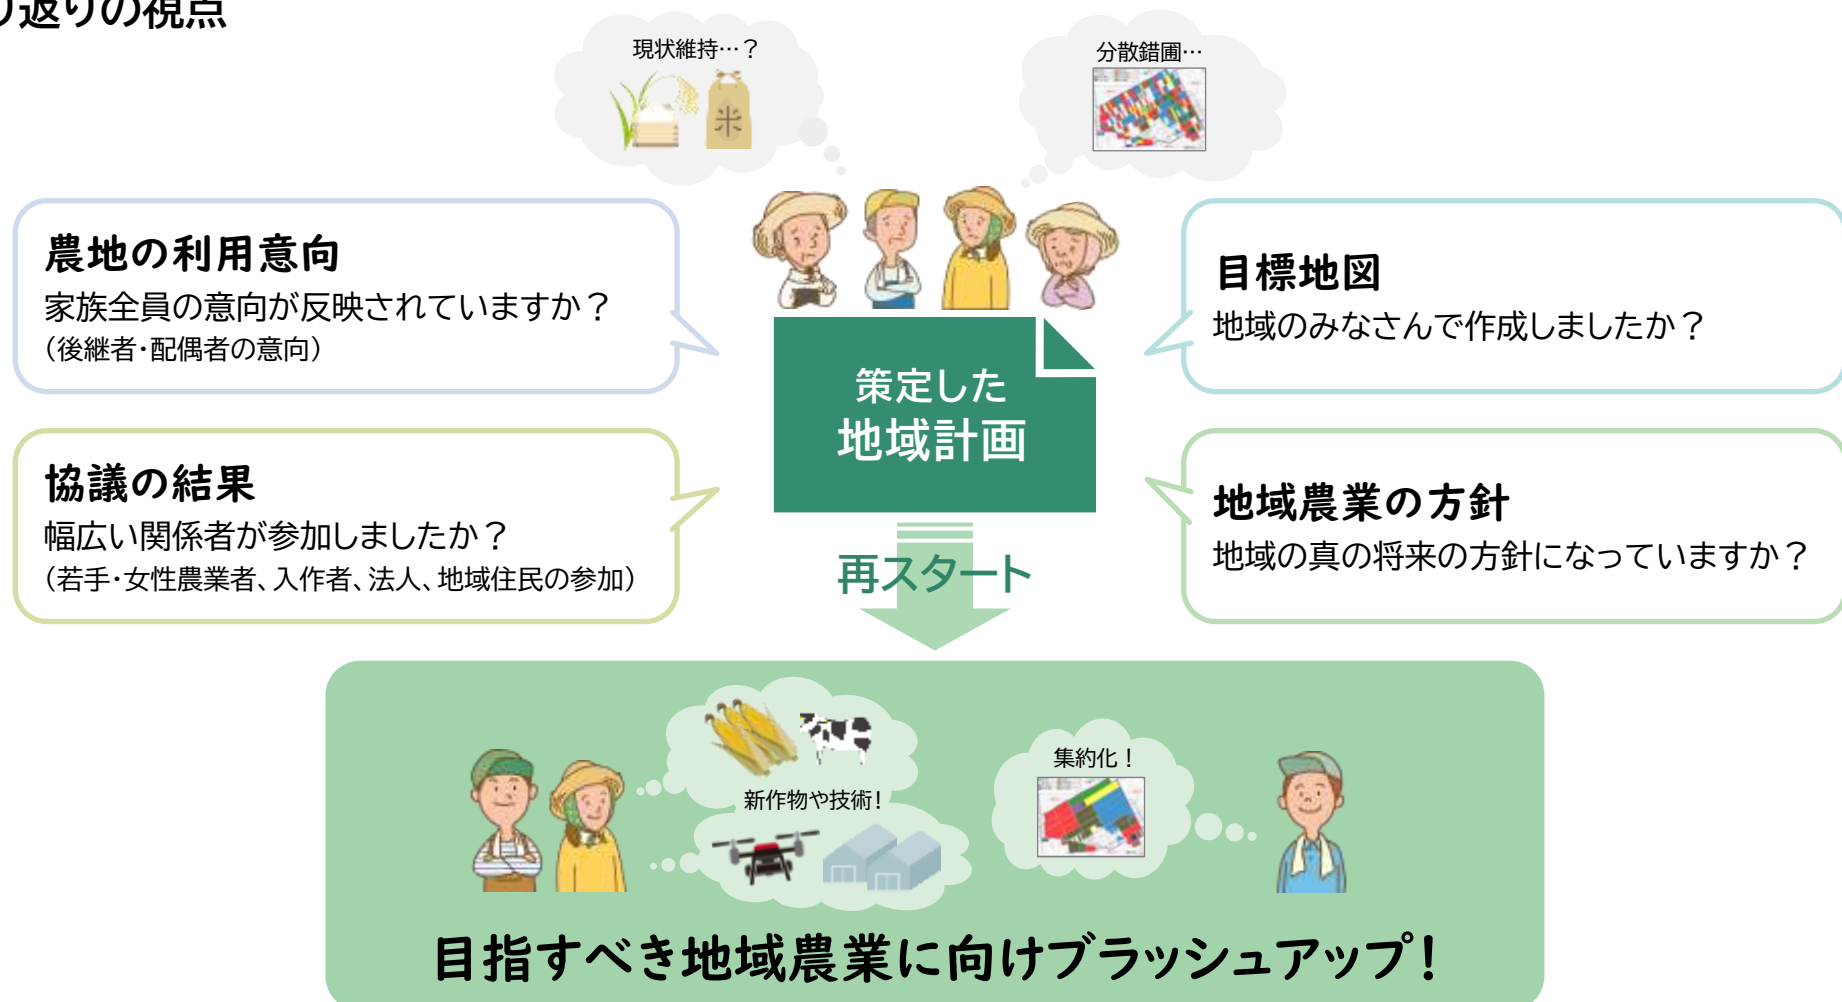 り返りの視点
現状維持…？
分散錯圃…
米
農地の利用意向
家族全員の意向が反映されていますか？
（後継者・配偶者の意向）
目標地図
地域のみなさんで作成しましたか？
策定した
地域計画
協議の結果
幅広い関係者が参加しましたか？
（若手・女性農業者、入作者、法人、地域住民の参加）
地域農業の方針
地域の真の将来の方針になっていますか？
再スタート
新作物や技術！
集約化！
目指すべき地域農業に向けブラッシュアップ！